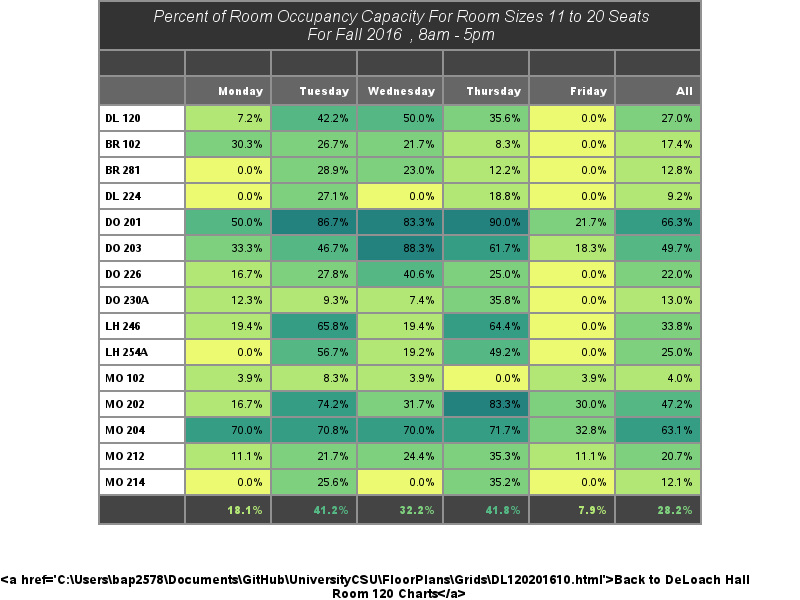 Percent of Room Occupancy Capacity For Room Sizes 11 to 20 Seats
For Fall 2016 , 8am - 5pm
Monday Tuesday Wednesday Thursday Friday All
DL 120 7.2% 42.2% 50.0% 35.6% 0.0% 27.0%
BR 102 30.3% 26.7% 21.7% 8.3% 0.0% 17.4%
BR 281 0.0% 28.9% 23.0% 12.2% 0.0% 12.8%
DL 224 0.0% 27.1% 0.0% 18.8% 0.0% 9.2%
DO 201 50.0% 86.7% 83.3% 90.0% 21.7% 66.3%
DO 203 33.3% 46.7% 88.3% 61.7% 18.3% 49.7%
DO 226 16.7% 27.8% 40.6% 25.0% 0.0% 22.0%
DO 230A 12.3% 9.3% 7.4% 35.8% 0.0% 13.0%
LH 246 19.4% 65.8% 19.4% 64.4% 0.0% 33.8%
LH 254A 0.0% 56.7% 19.2% 49.2% 0.0% 25.0%
MO 102 3.9% 8.3% 3.9% 0.0% 3.9% 4.0%
MO 202 16.7% 74.2% 31.7% 83.3% 30.0% 47.2%
MO 204 70.0% 70.8% 70.0% 71.7% 32.8% 63.1%
MO 212 11.1% 21.7% 24.4% 35.3% 11.1% 20.7%
MO 214 0.0% 25.6% 0.0% 35.2% 0.0% 12.1%
18.1% 41.2% 32.2% 41.8% 7.9% 28.2%
<a href='C:\Users\bap2578\Documents\GitHub\UniversityCSU\FloorPlans\Grids\DL120201610.html'>Back to DeLoach Hall
Room 120 Charts</a>